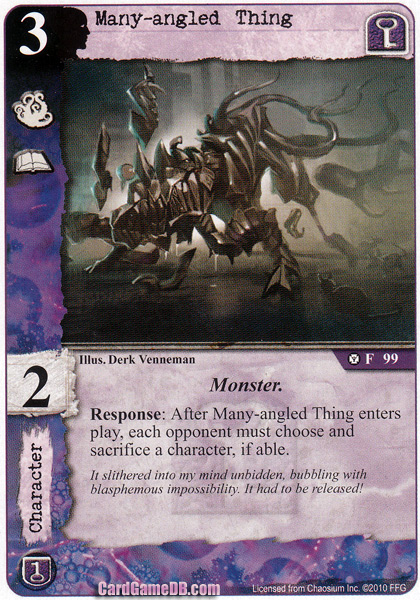 3
Many-angled Thing
Illus. Derk Venneman
F 99
2
Monster.
Response: After Many-angled Thing enters
play, each opponent must choose and
sacrifice a character, if able.
It slithered into my mind unbidden, bubbling with
blasphemous impossibility. It had to be released!
Character
1
CardGameDB.com
Licensed from Chaosium Inc. ©2010 FFG